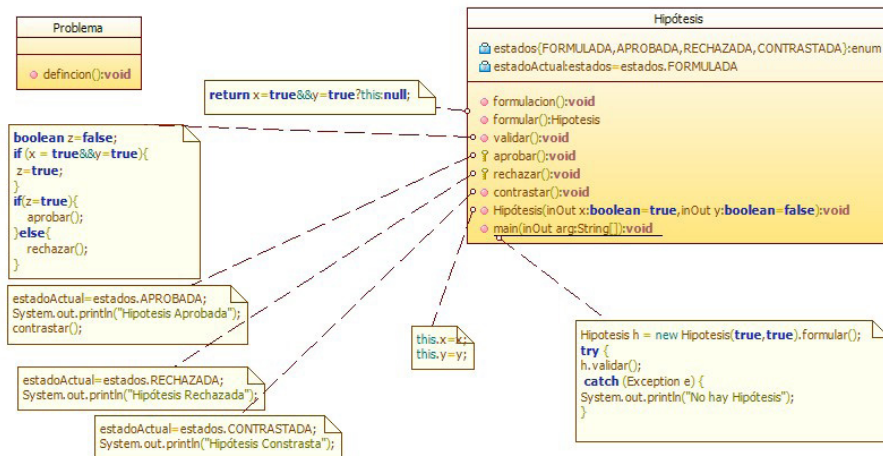 Problema
defincion():void
Hipótesis
estados{FORMULADA,APROBADA,RECHAZADA,CONTRASTADA}:enum
estadoActual:estados=estados.FORMULADA
formulacion():void
formular():Hipotesis
validar():void
aprobar():void
rechazar():void
contrastar():void
Hipótesis(inOut x:boolean=true,inOut y:boolean=false):void
main(inOut arg:String[]):void
return x=true&&y=true?this:null;
boolean z=false;
if (x = true&&y=true){
z=true;
}
if(z=true){
aprobar();
}else{
rechazar();
}
estadoActual=estados.APROBADA;
System.out.println("Hipotesis Aprobada");
contrastar();
estadoActual=estados.RECHAZADA;
System.out.println("Hipótesis Rechazada");
estadoActual=estados.CONTRASTADA;
System.out.println("Hipótesis Constrasta");
this.x=x;
this.y=y;
Hipotesis h = new Hipotesis(true,true).formular();
try {
h.validar();
catch (Exception e) {
System.out.println("No hay Hipótesis");
}